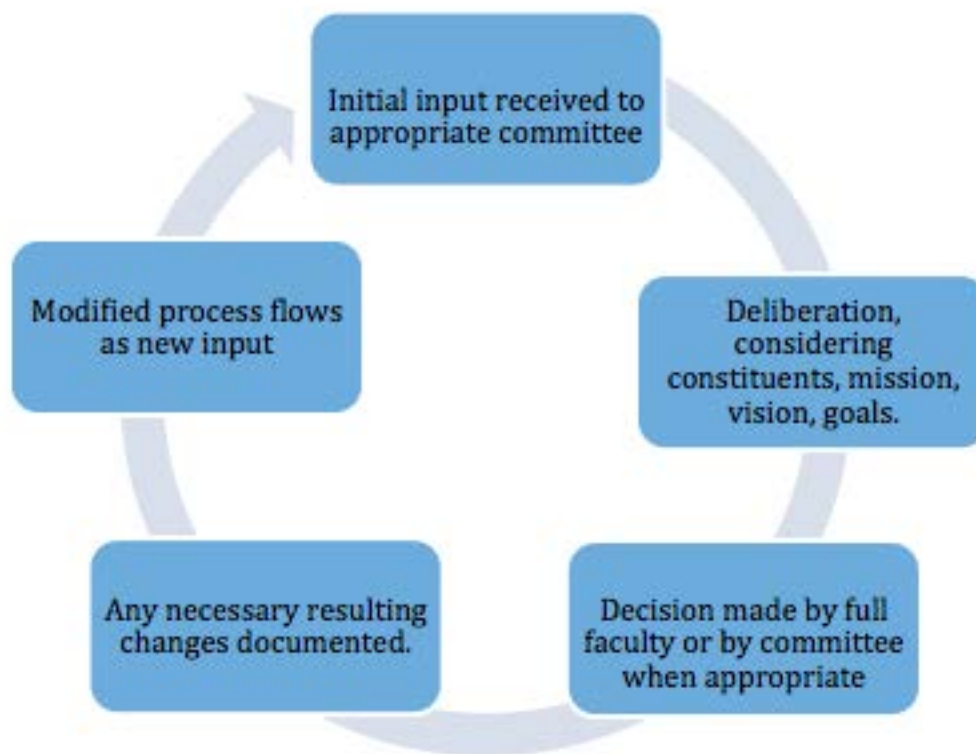 Initial input received to
appropriate committee
Deliberation,
considering
constituents, mission,
vision, goals.
Decision made by full
faculty or by committee
when appropriate
Any necessary resulting
changes documented.
Modified process flows
as new input